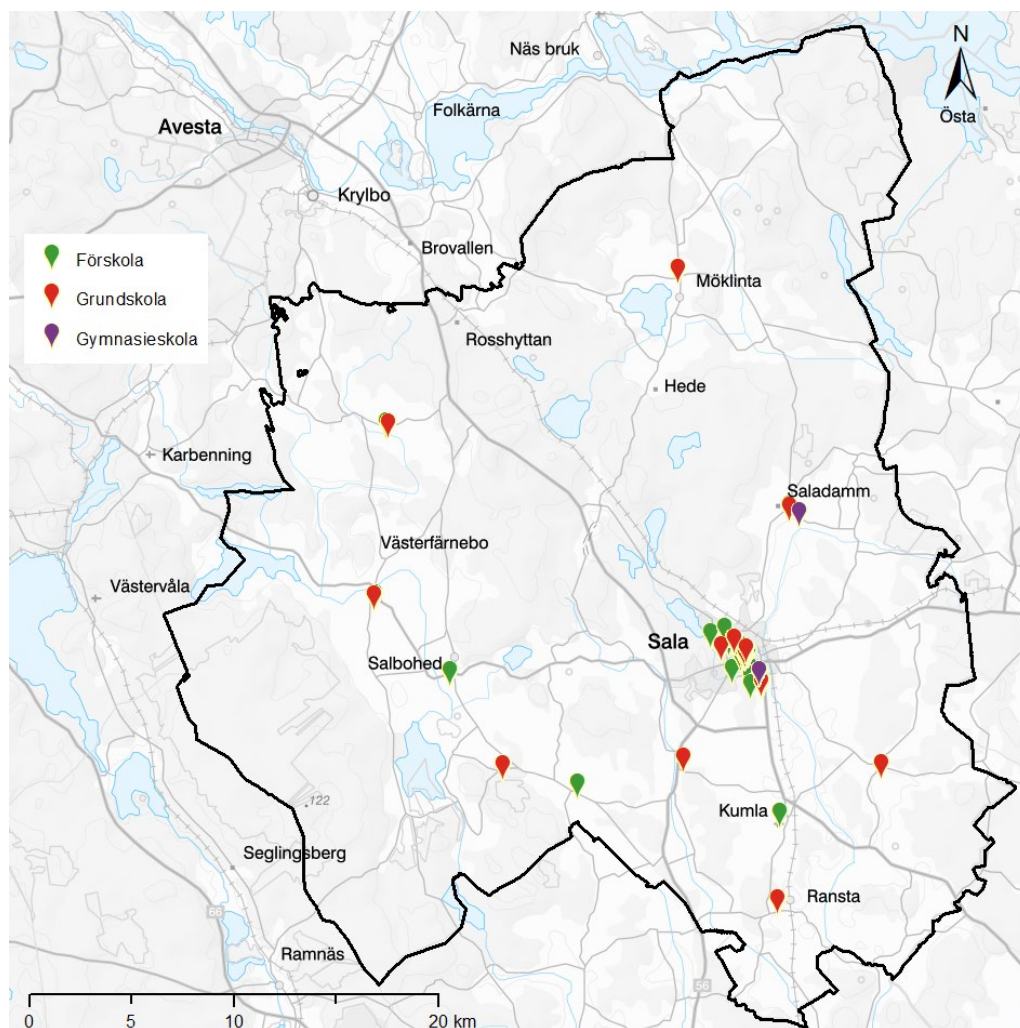 Näs bruk
N
Folkärna
Östa
Avesta
Krylbo
Brovallen
Förskola
Grundskola
Gymnasieskola
Möklinta
Rosshyttan
Hede
Karbenning
Saladamm
Västerfärnebo
Västervåla
Sala
Salbohed
122
Kumla
Seglingsberg
Ransta
66
Ramnäs
56
0 5 10 20 km